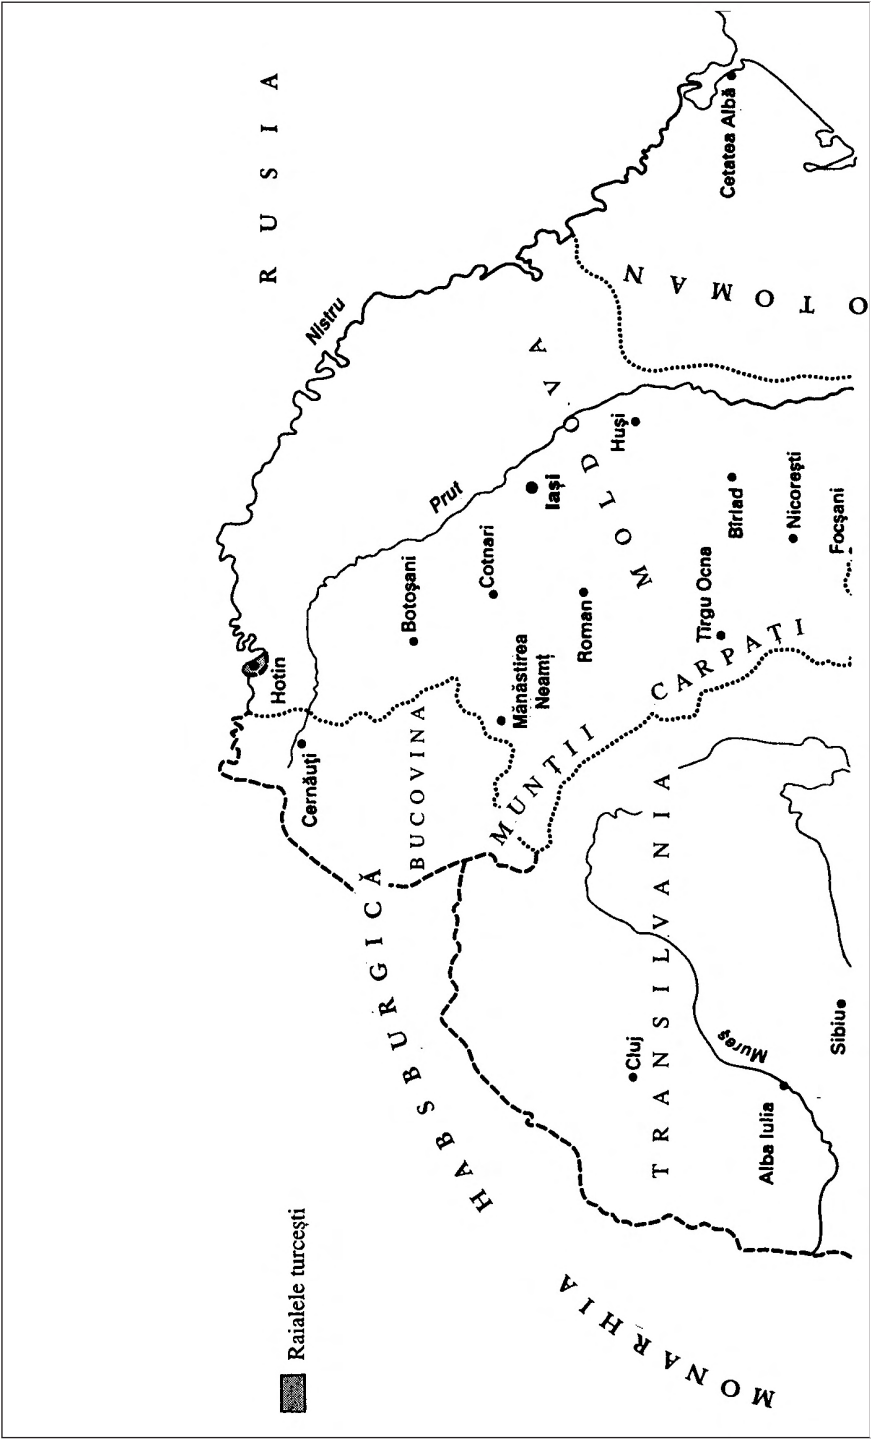 Raialele turcești
MONARHIA
HABSBURGICĂ
RUSIA
Nistru
Hotin
Cernăuți
BUCOVINA
Prut
Botoșani
Cotnari
Iași
Mănăstirea
Neamț
Roman
MOLDOVA
Huși
MUNȚII CARPAȚI
Tîrgu Ocna
Bîrlad
Nicorești
Focșani
OTOMAN
Cetatea Albă
TRANSILVANIA
Cluj
Mureș
Alba Iulia
Sibiu